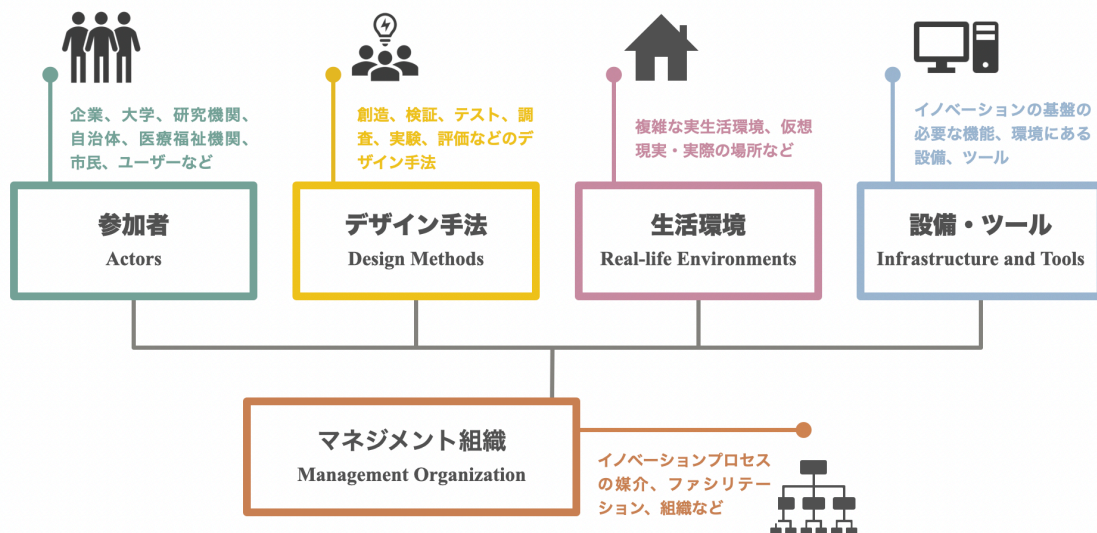 企業、大学、研究機関、
自治体、医療福祉機関、
市民、ユーザーなど
創造、検証、テスト、調
査、実験、評価などのデ
ザイン手法
複雑な実生活環境、仮想
現実・実際の場所など
イノベーションの基盤の
必要な機能、環境にある
設備、ツール
参加者
Actors
デザイン手法
Design Methods
生活環境
Real-life Environments
設備・ツール
Infrastructure and Tools
マネジメント組織
Management Organization
イノベーションプロセス
の媒介、ファシリテー
ション、組織など